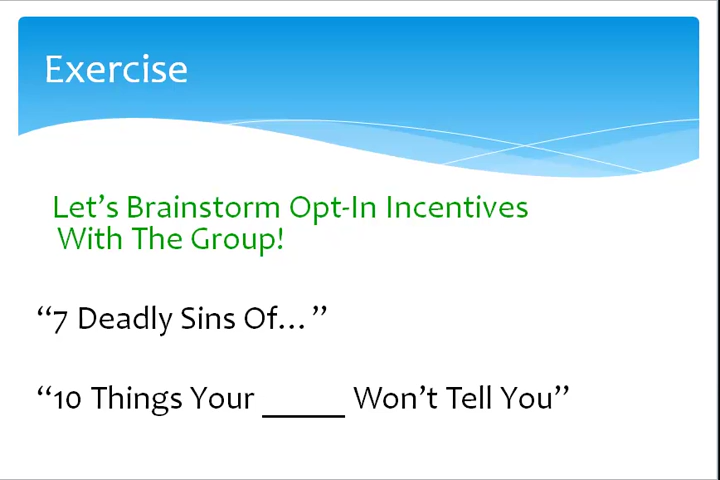 Exercise
Let’s Brainstorm Opt-In Incentives
With The Group!
“7 Deadly Sins Of…”
“10 Things Your _____ Won’t Tell You”